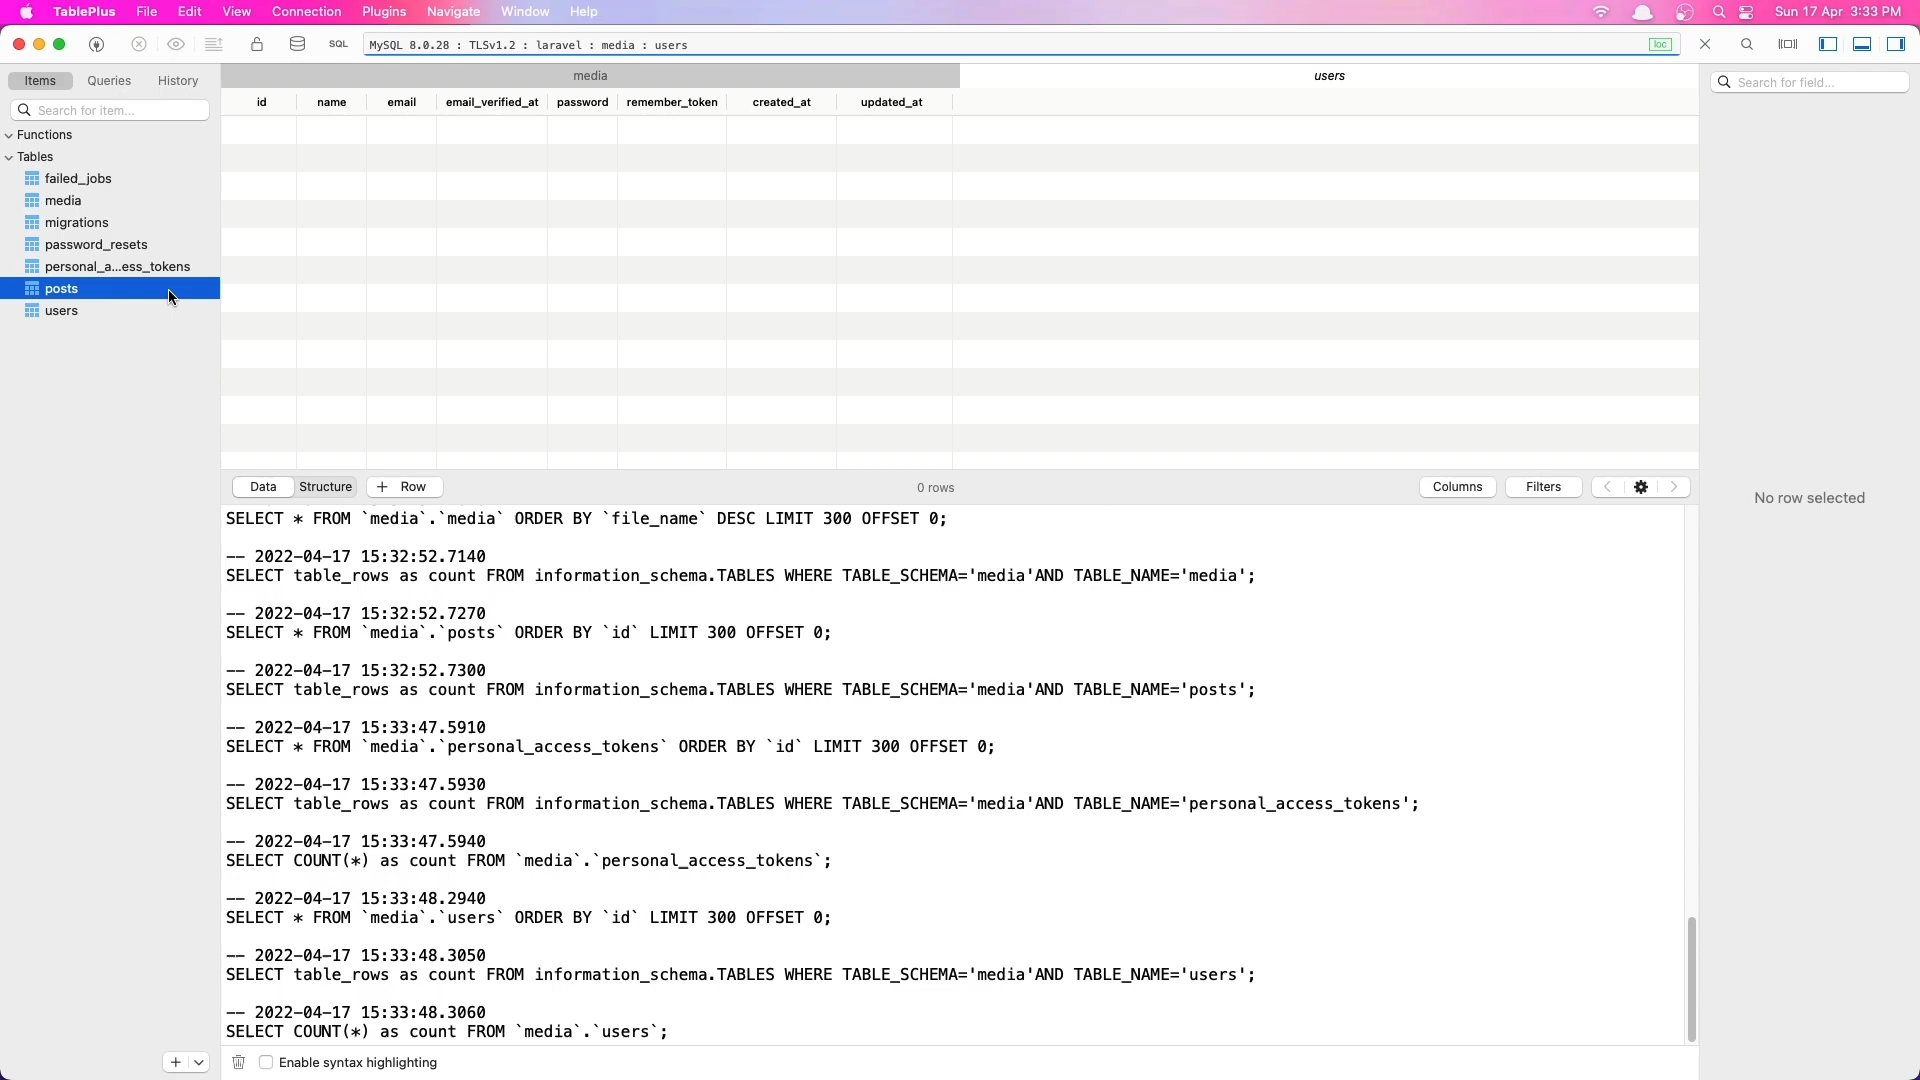 TablePlus File Edit View Connection Plugins Navigate Window Help Sun 17 Apr 3:33 PM
SQL MySQL 8.0.28 : TLSv1.2 : laravel : media : users loc
Items Queries History
Search for item...
Functions
Tables
failed_jobs
media
migrations
password_resets
personal_a...ess_tokens
posts
users
media users
id name email email_verified_at password remember_token created_at updated_at
Data Structure + Row 0 rows Columns Filters
SELECT * FROM `media`.`media` ORDER BY `file_name` DESC LIMIT 300 OFFSET 0;
-- 2022-04-17 15:32:52.7140
SELECT table_rows as count FROM information_schema.TABLES WHERE TABLE_SCHEMA='media'AND TABLE_NAME='media';
-- 2022-04-17 15:32:52.7270
SELECT * FROM `media`.`posts` ORDER BY `id` LIMIT 300 OFFSET 0;
-- 2022-04-17 15:32:52.7300
SELECT table_rows as count FROM information_schema.TABLES WHERE TABLE_SCHEMA='media'AND TABLE_NAME='posts';
-- 2022-04-17 15:33:47.5910
SELECT * FROM `media`.`personal_access_tokens` ORDER BY `id` LIMIT 300 OFFSET 0;
-- 2022-04-17 15:33:47.5930
SELECT table_rows as count FROM information_schema.TABLES WHERE TABLE_SCHEMA='media'AND TABLE_NAME='personal_access_tokens';
-- 2022-04-17 15:33:47.5940
SELECT COUNT(*) as count FROM `media`.`personal_access_tokens`;
-- 2022-04-17 15:33:48.2940
SELECT * FROM `media`.`users` ORDER BY `id` LIMIT 300 OFFSET 0;
-- 2022-04-17 15:33:48.3050
SELECT table_rows as count FROM information_schema.TABLES WHERE TABLE_SCHEMA='media'AND TABLE_NAME='users';
-- 2022-04-17 15:33:48.3060
SELECT COUNT(*) as count FROM `media`.`users`;
Enable syntax highlighting
Search for field...
No row selected